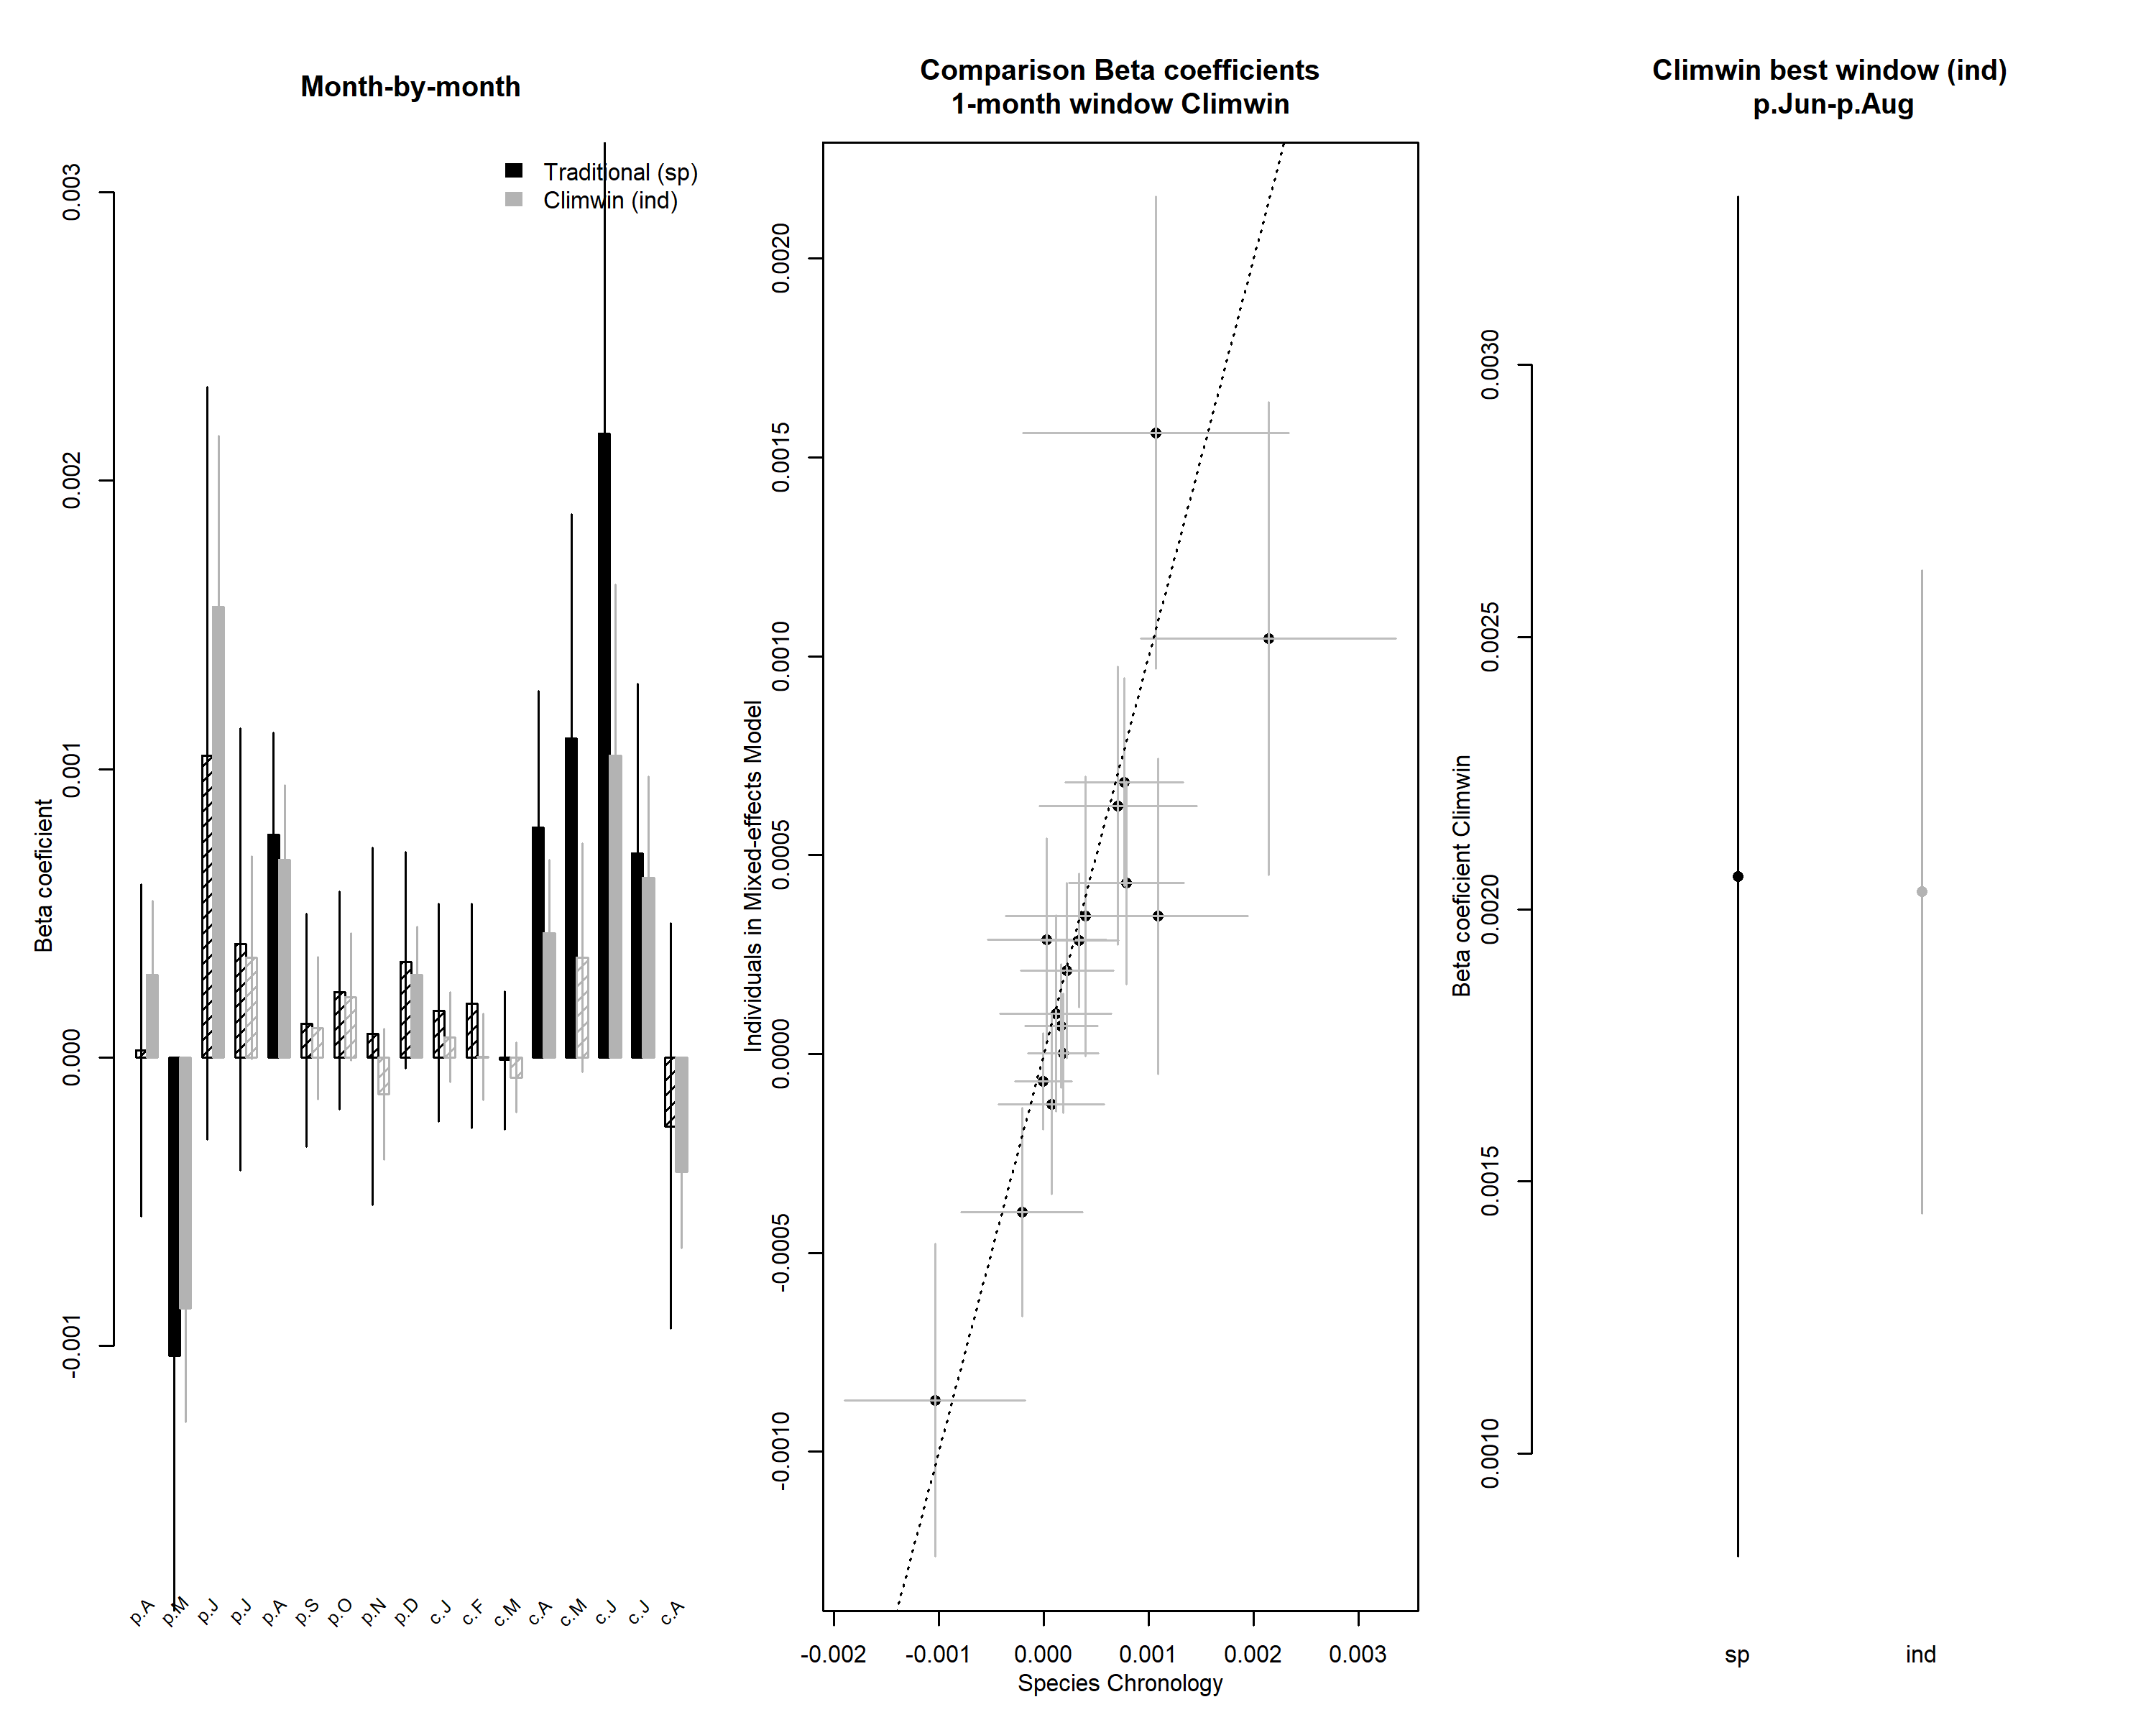 Month-by-month
Traditional (sp)
Climwin (ind)
Beta coeficient
0.003
0.002
0.001
0.000
-0.001
p.A
p.M
p.J
p.J
p.A
p.S
p.O
p.N
p.D
c.J
c.F
c.M
c.A
c.M
c.J
c.J
c.A
Comparison Beta coefficients
1-month window Climwin
Individuals in Mixed-effects Model
0.0020
0.0015
0.0010
0.0005
0.0000
-0.0005
-0.0010
-0.002
-0.001
0.000
0.001
0.002
0.003
Species Chronology
Climwin best window (ind)
p.Jun-p.Aug
Beta coeficient Climwin
0.0030
0.0025
0.0020
0.0015
0.0010
sp
ind